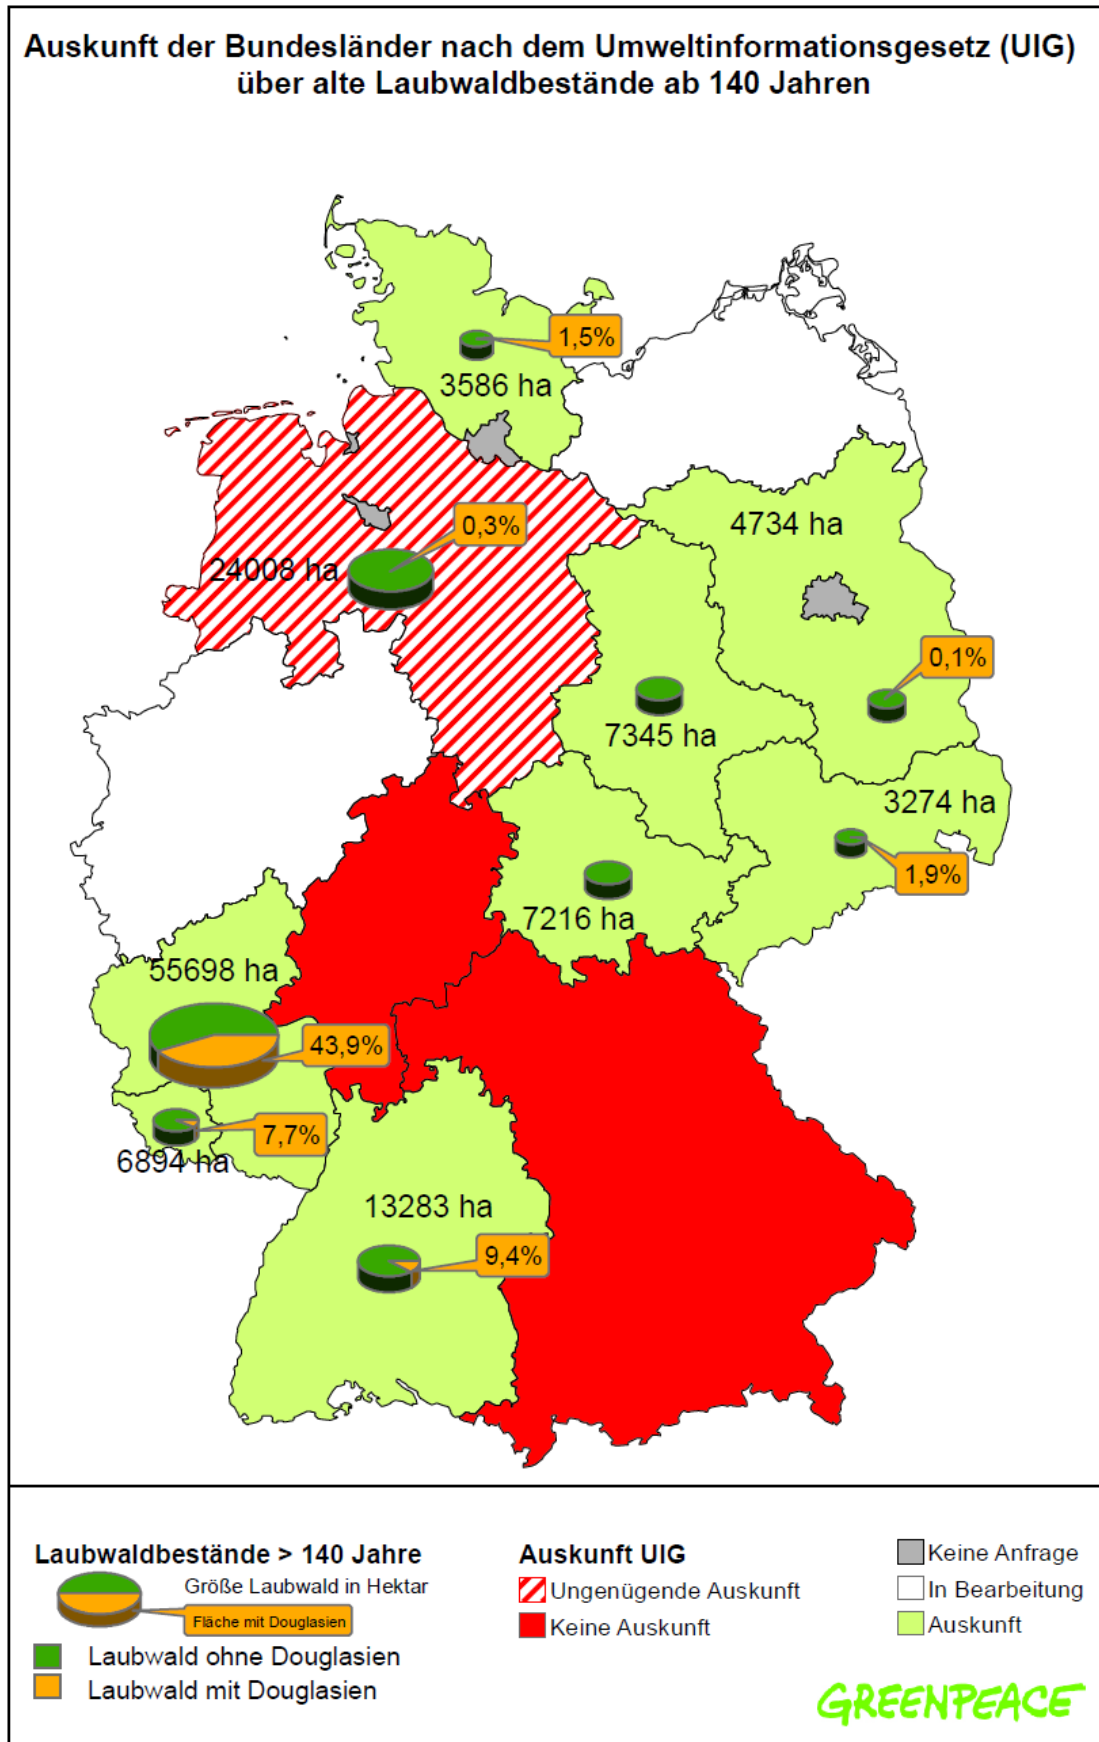 Auskunft der Bundesländer nach dem Umweltinformationsgesetz (UIG)
über alte Laubwaldbestände ab 140 Jahren
1,5%
3586 ha
0,3%
24008 ha
4734 ha
0,1%
7345 ha
3274 ha
1,9%
7216 ha
55698 ha
43,9%
7,7%
6894 ha
13283 ha
9,4%
Laubwaldbestände > 140 Jahre
Größe Laubwald in Hektar
Fläche mit Douglasien
Laubwald ohne Douglasien
Laubwald mit Douglasien
Auskunft UIG
Ungenügende Auskunft
Keine Auskunft
Keine Anfrage
In Bearbeitung
Auskunft
GREENPEACE